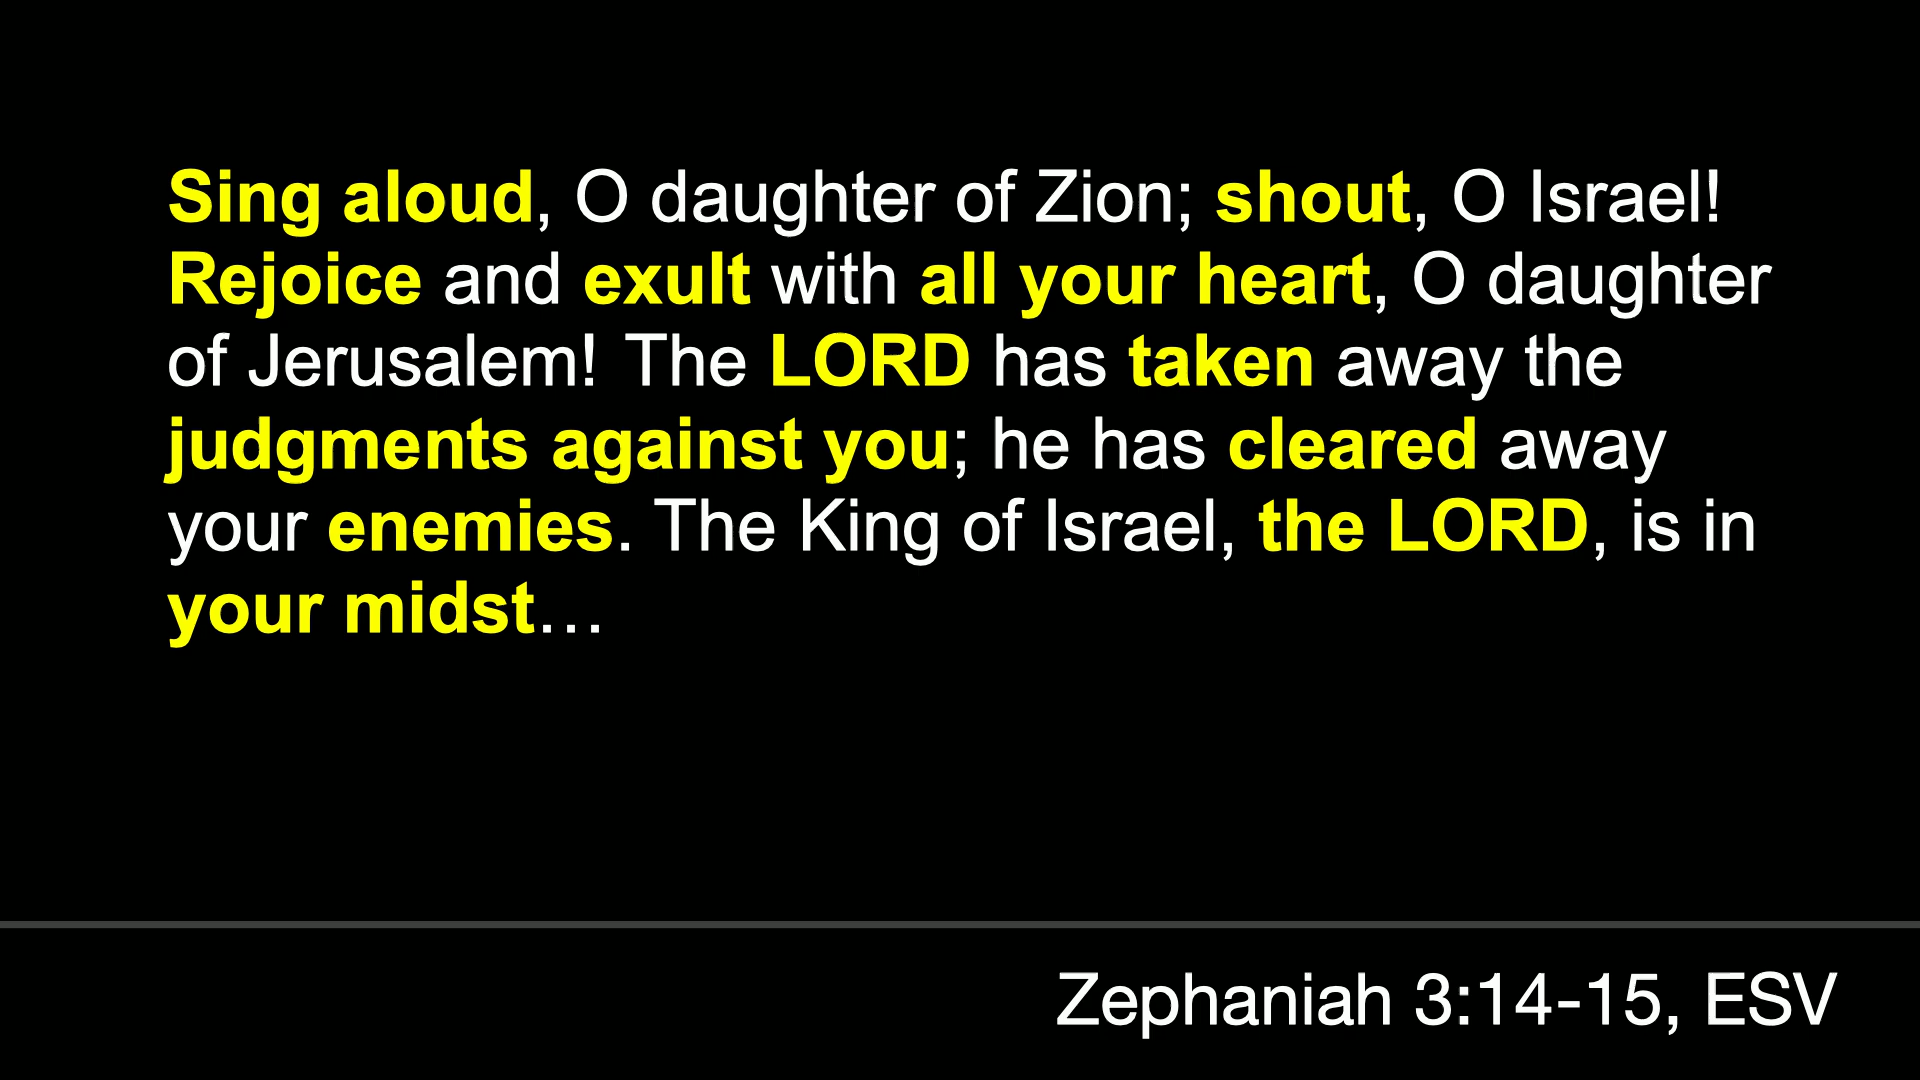 Sing aloud, O daughter of Zion; shout, O Israel!
Rejoice and exult with all your heart, O daughter
of Jerusalem! The LORD has taken away the
judgments against you; he has cleared away
your enemies. The King of Israel, the LORD, is in
your midst…
Zephaniah 3:14-15, ESV